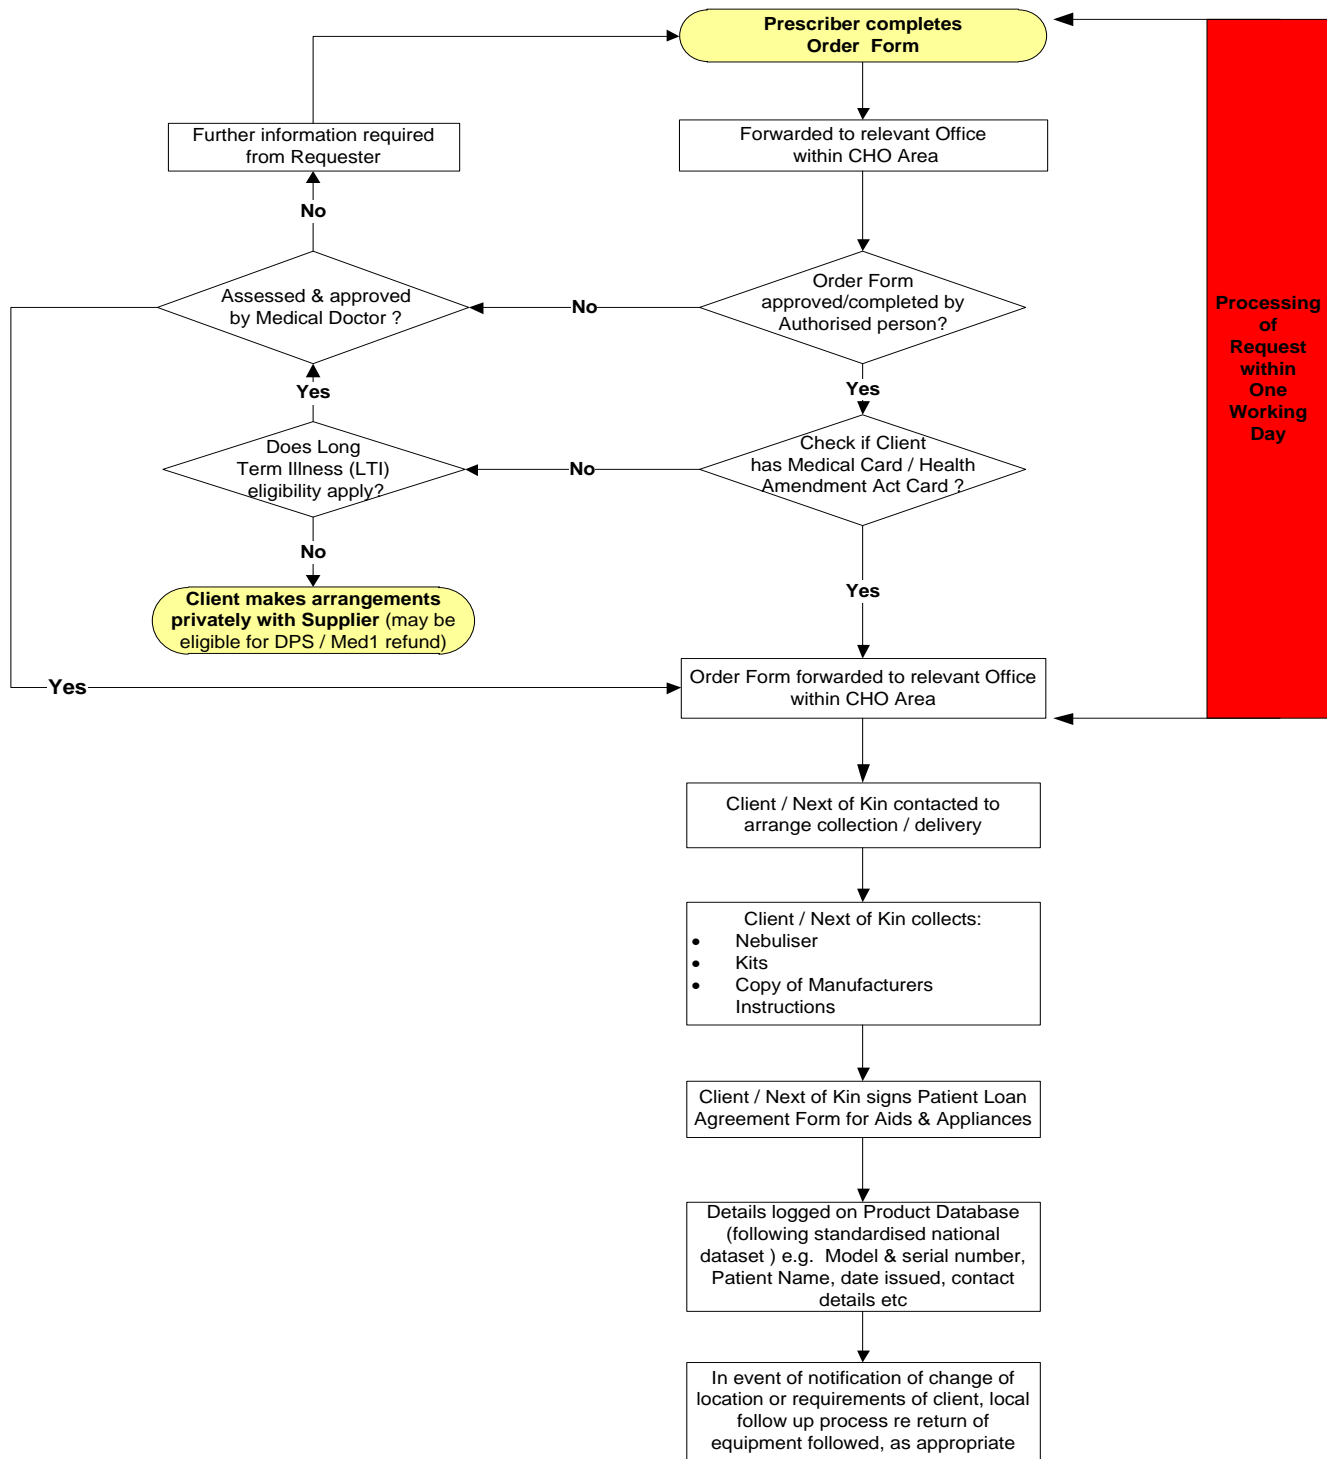 Prescriber completes
Order Form
Further information required
from Requester
Forwarded to relevant Office
within CHO Area
No
Assessed & approved
by Medical Doctor ?
No
Order Form
approved/completed by
Authorised person?
Processing
of
Request
within
One
Working
Day
Yes
Yes
Does Long
Term Illness (LTI)
eligibility apply?
No
Check if Client
has Medical Card / Health
Amendment Act Card ?
No
Yes
Client makes arrangements
privately with Supplier (may be
eligible for DPS / Med1 refund)
Yes
Order Form forwarded to relevant Office
within CHO Area
Client / Next of Kin contacted to
arrange collection / delivery
Client / Next of Kin collects:
• Nebuliser
• Kits
• Copy of Manufacturers
Instructions
Client / Next of Kin signs Patient Loan
Agreement Form for Aids & Appliances
Details logged on Product Database
(following standardised national
dataset ) e.g. Model & serial number,
Patient Name, date issued, contact
details etc
In event of notification of change of
location or requirements of client, local
follow up process re return of
equipment followed, as appropriate